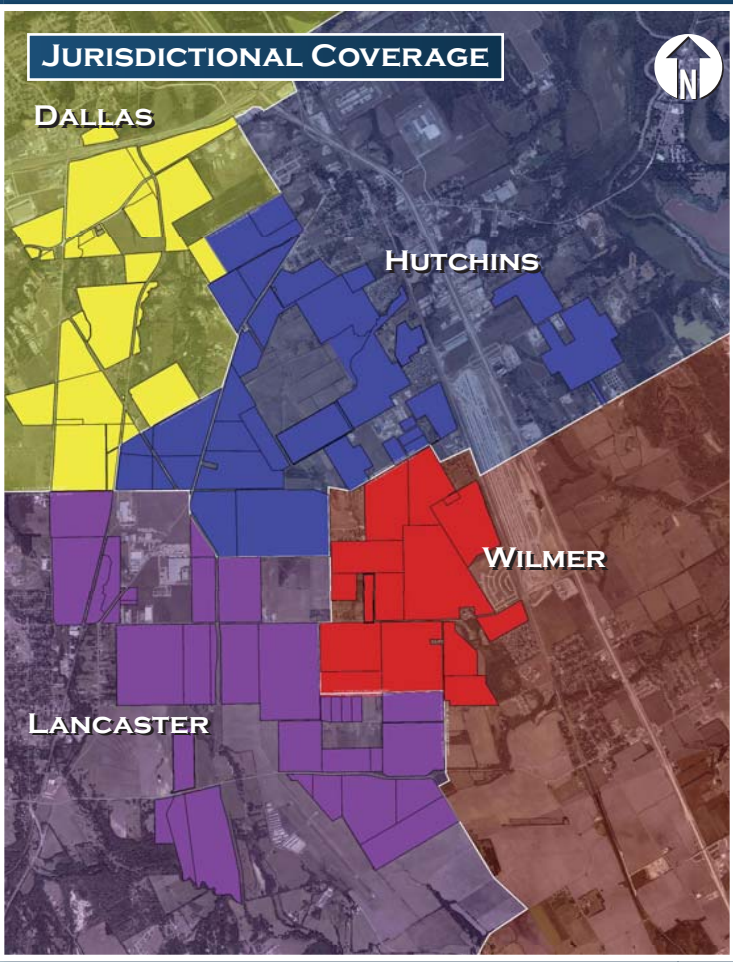 JURISDICTIONAL COVERAGE
N
DALLAS
HUTCHINS
WILMER
LANCASTER